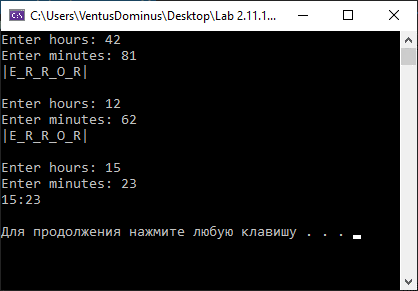 C:\Users\VentusDominus\Desktop\Lab 2.11.1...
Enter hours: 42
Enter minutes: 81
|E_R_R_O_R|
Enter hours: 12
Enter minutes: 62
|E_R_R_O_R|
Enter hours: 15
Enter minutes: 23
15:23
Для продолжения нажмите любую клавишу . . .